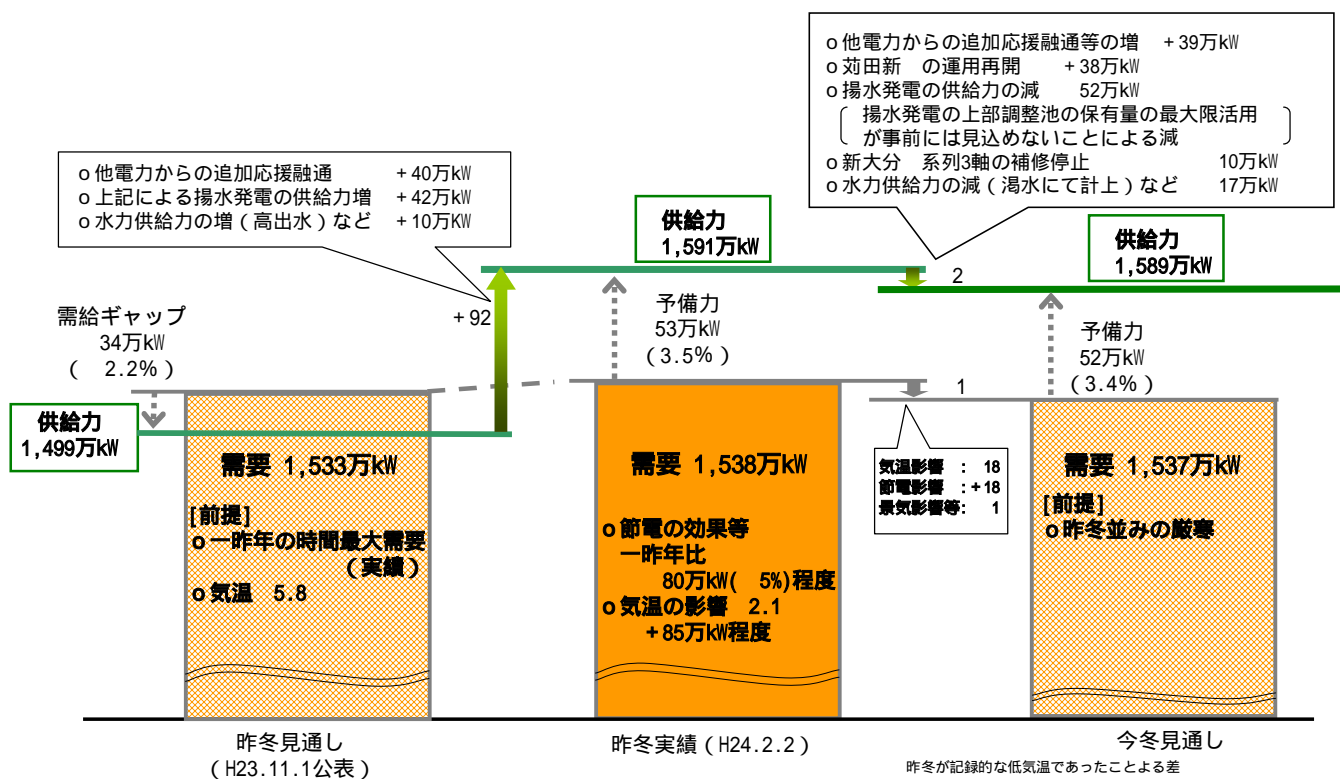 o他電力からの追加応援融通等の増 +39万kW
o苅田新 の運用再開 +38万kW
o揚水発電の供給力の減 52万kW
揚水発電の上部調整池の保有量の最大限活用
が事前には見込めないことによる減
o新大分 系列3軸の補修停止 10万kW
o水力供給力の減(渇水にて計上)など 17万kW
o他電力からの追加応援融通 +40万kW
o上記による揚水発電の供給力増 +42万kW
o水力供給力の増(高出水)など +10万KW
供給力
1,591万kW
供給力
1,589万kW
2
+92
需給ギャップ
34万kW
( 2.2%)
予備力
53万kW
(3.5%)
予備力
52万kW
(3.4%)
1
供給力
1,499万kW
需要 1,533万kW
[前提]
o一昨年の時間最大需要
(実績)
o気温 5.8
需要 1,538万kW
o節電の効果等
一昨年比
80万kW( 5%)程度
o気温の影響 2.1
+85万kW程度
気温影響 : 18
節電影響 :+18
景気影響等: 1
需要 1,537万kW
[前提]
o昨冬並みの厳寒
昨冬見通し
(H23.11.1公表)
昨冬実績(H24.2.2)
今冬見通し
昨冬が記録的な低気温であったことよる差